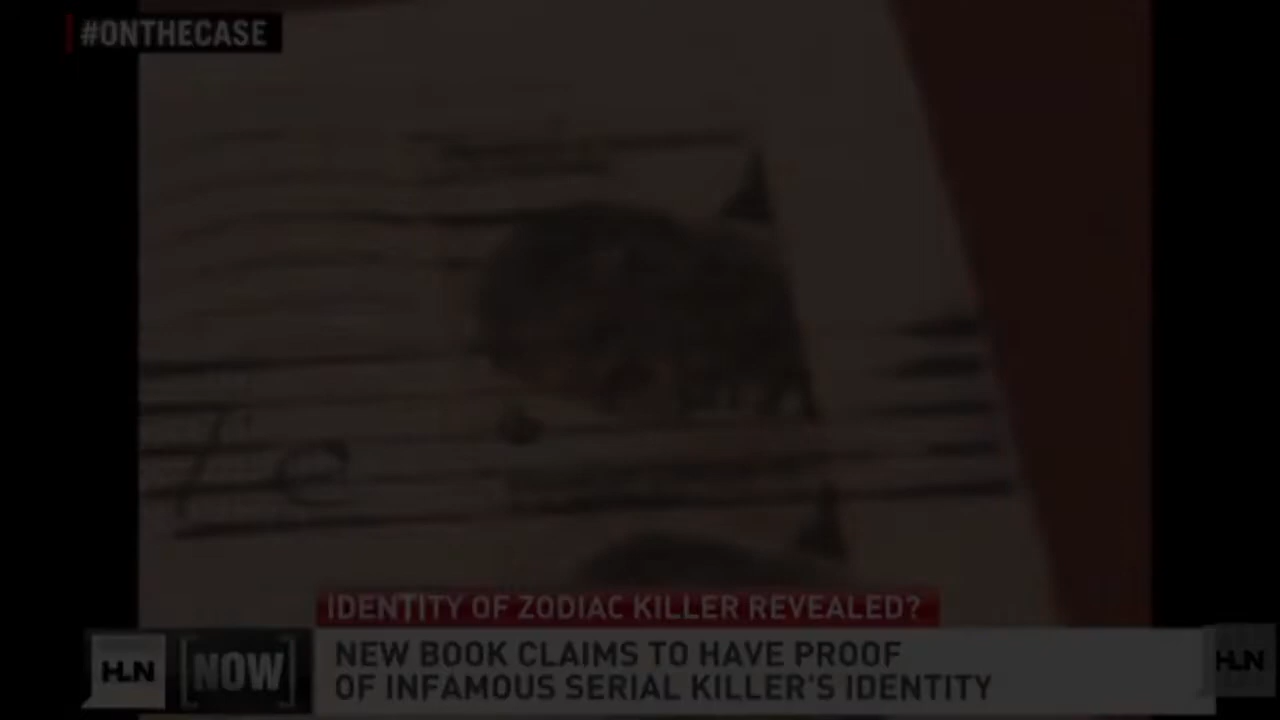 #ONTHECASE
te
IDENTITY OF ZODIAC KILLER REVEALED?
HLN
[NOW]
NEW BOOK CLAIMS TO HAVE PROOF
OF INFAMOUS SERIAL KILLER'S IDENTITY
HLN